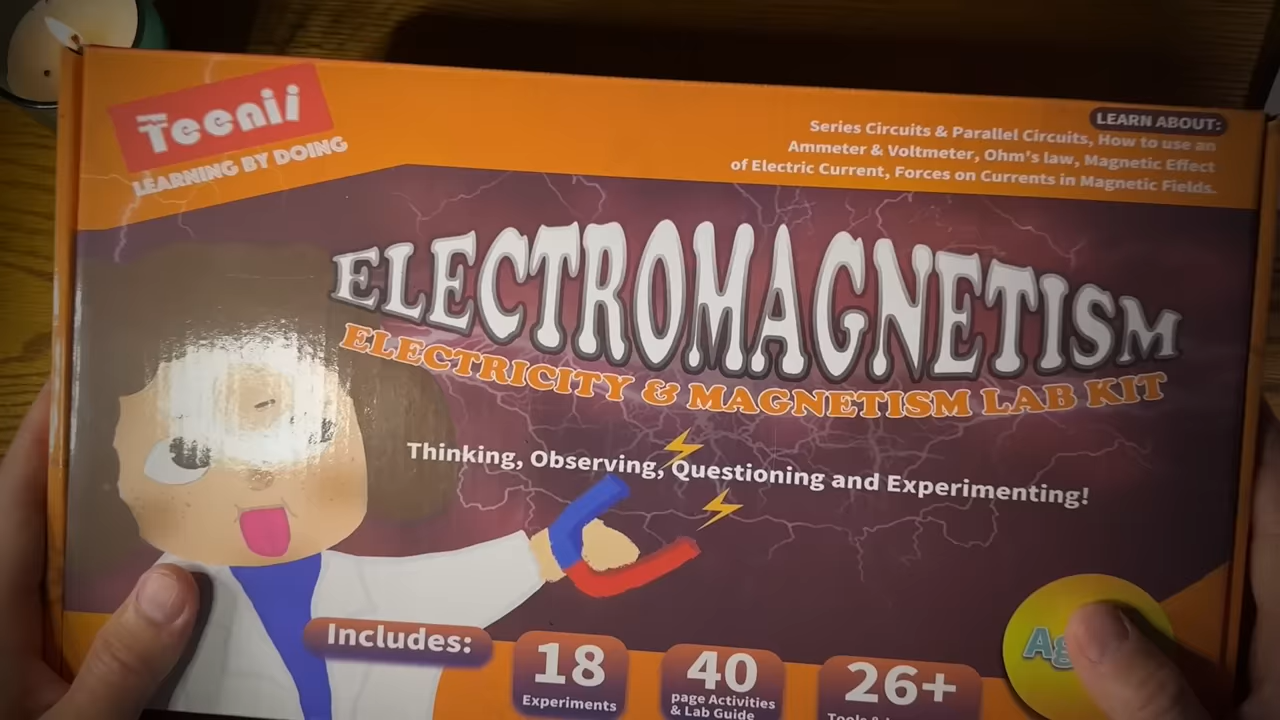 Teenii
LEARNING BY DOING
LEARN ABOUT:
Series Circuits & Parallel Circuits, How to use an
Ammeter & Voltmeter, Ohm's law, Magnetic Effect
of Electric Current, Forces on Currents in Magnetic Fields.
ELECTROMAGNETISM
ELECTRICITY & MAGNETISM LAB KIT
Thinking, Observing, Questioning and Experimenting!
Includes:
18
Experiments
40
page Activities
& Lab Guide
26+